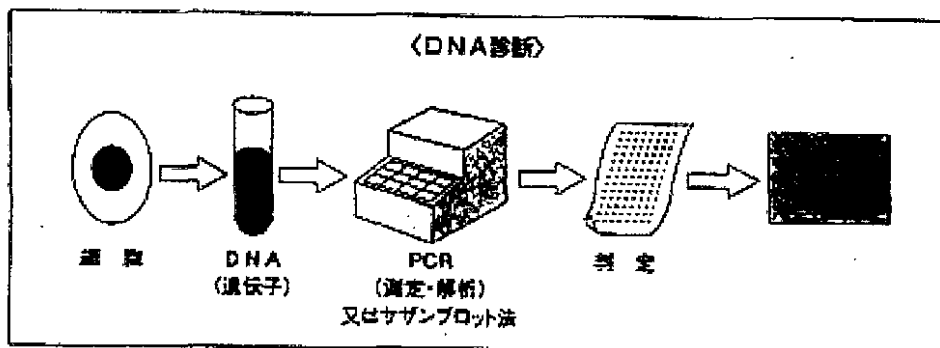 〈DNA診断〉
細胞
DNA
(遺伝子)
PCR
(測定・解析)
又はサザンブロット法
判定